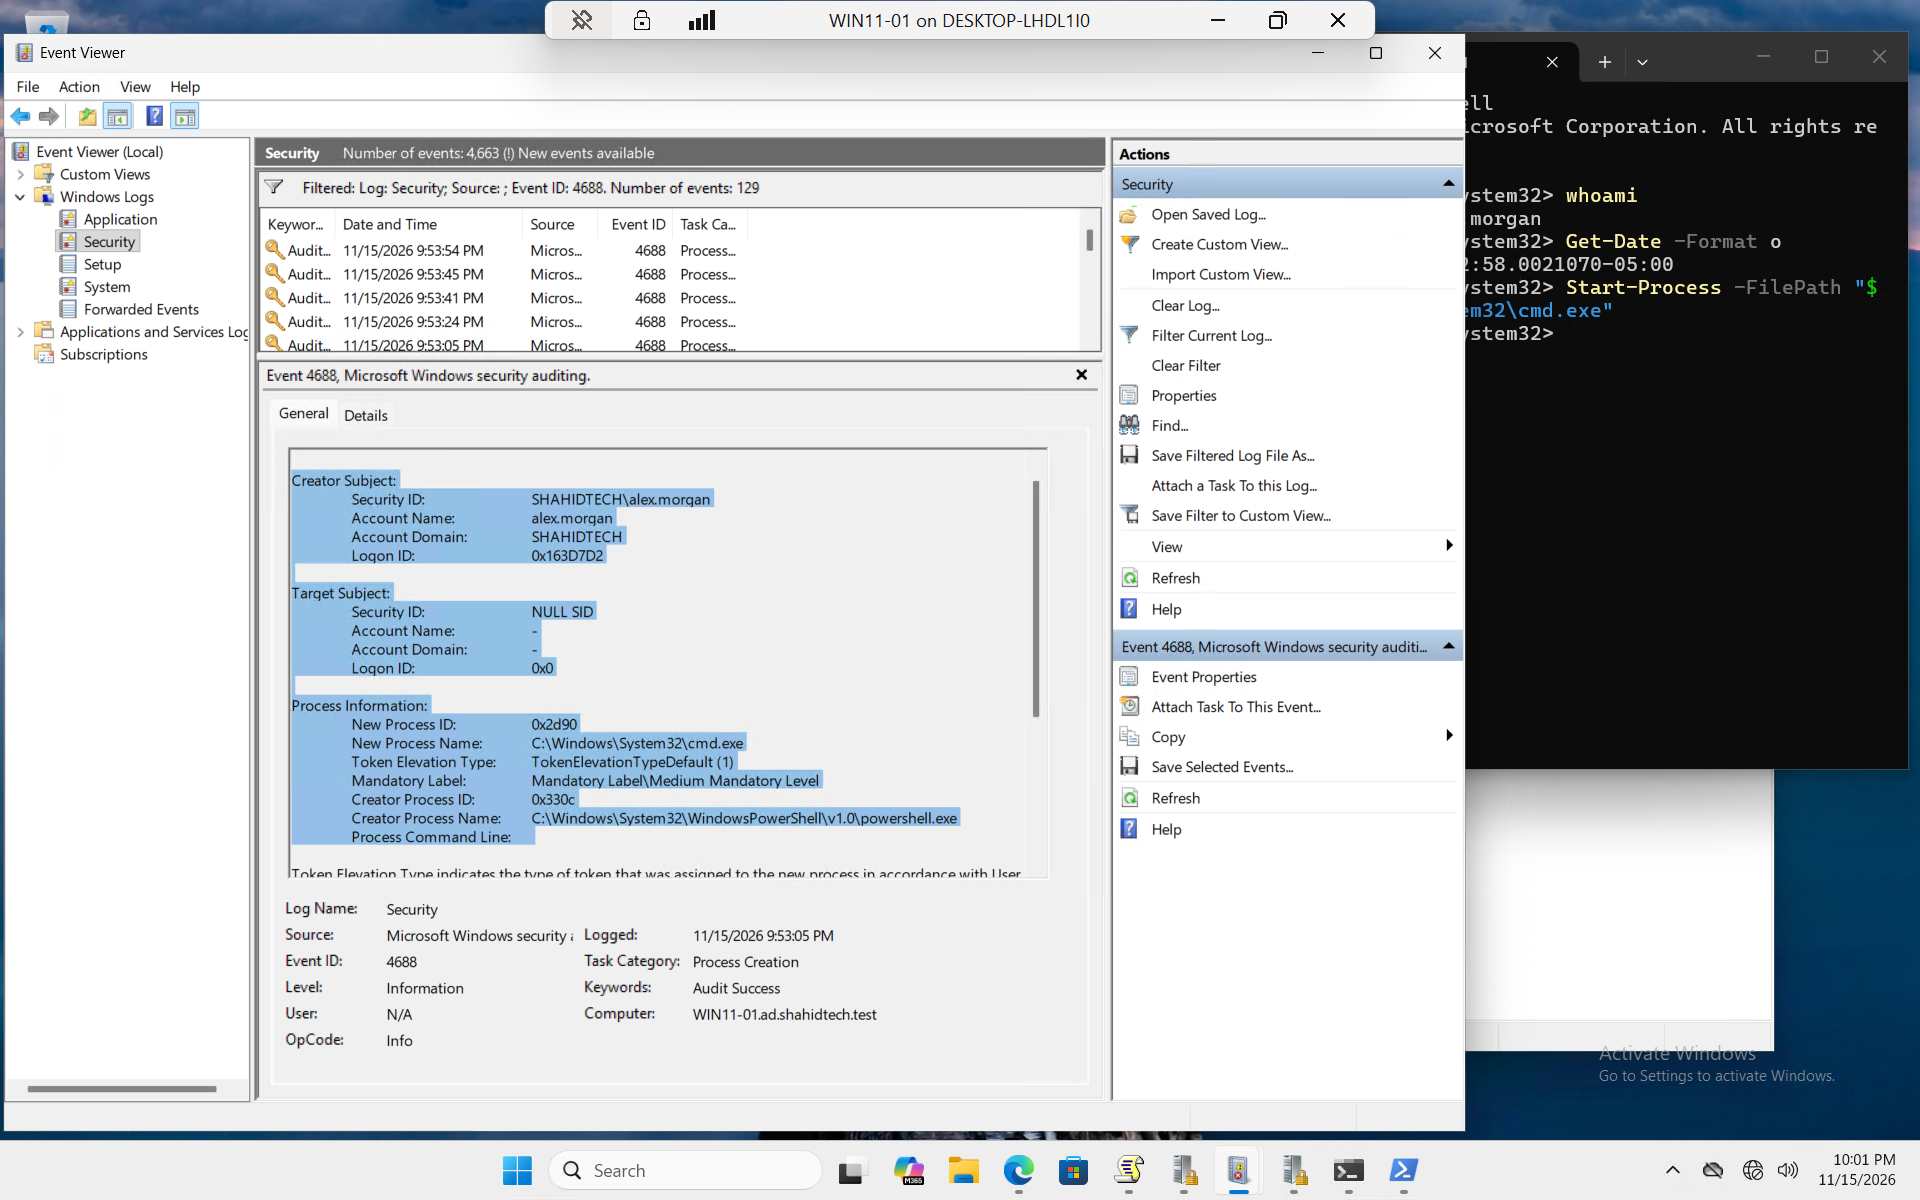 WIN11-01 on DESKTOP-LHDL1I0
Event Viewer
File Action View Help
Event Viewer (Local)
Custom Views
Windows Logs
Application
Security
Setup
System
Forwarded Events
Applications and Services Log
Subscriptions
Security Number of events: 4,663 (!) New events available
Filtered: Log: Security; Source: ; Event ID: 4688. Number of events: 129
Keywor... Date and Time Source Event ID Task Ca...
Audit... 11/15/2026 9:53:54 PM Micros... 4688 Process...
Audit... 11/15/2026 9:53:45 PM Micros... 4688 Process...
Audit... 11/15/2026 9:53:41 PM Micros... 4688 Process...
Audit... 11/15/2026 9:53:24 PM Micros... 4688 Process...
Audit... 11/15/2026 9:53:05 PM Micros... 4688 Process...
Event 4688, Microsoft Windows security auditing.
General Details
Creator Subject:
Security ID: SHAHIDTECH\alex.morgan
Account Name: alex.morgan
Account Domain: SHAHIDTECH
Logon ID: 0x163D7D2
Target Subject:
Security ID: NULL SID
Account Name: -
Account Domain: -
Logon ID: 0x0
Process Information:
New Process ID: 0x2d90
New Process Name: C:\Windows\System32\cmd.exe
Token Elevation Type: TokenElevationTypeDefault (1)
Mandatory Label: Mandatory Label\Medium Mandatory Level
Creator Process ID: 0x330c
Creator Process Name: C:\Windows\System32\WindowsPowerShell\v1.0\powershell.exe
Process Command Line:
Token Elevation Type indicates the type of token that was assigned to the new process in accordance with User
Log Name: Security
Source: Microsoft Windows security a Logged: 11/15/2026 9:53:05 PM
Event ID: 4688 Task Category: Process Creation
Level: Information Keywords: Audit Success
User: N/A Computer: WIN11-01.ad.shahidtech.test
OpCode: Info
Actions
Security
Open Saved Log...
Create Custom View...
Import Custom View...
Clear Log...
Filter Current Log...
Clear Filter
Properties
Find...
Save Filtered Log File As...
Attach a Task To this Log...
Save Filter to Custom View...
View
Refresh
Help
Event 4688, Microsoft Windows security auditi...
Event Properties
Attach Task To This Event...
Copy
Save Selected Events...
Refresh
Help
ell
icrosoft Corporation. All rights re
ystem32> whoami
morgan
ystem32> Get-Date -Format o
2:58.0021070-05:00
ystem32> Start-Process -FilePath "$
em32\cmd.exe"
ystem32>
Activate Windows
Go to Settings to activate Windows.
Search
M365
10:01 PM
11/15/2026